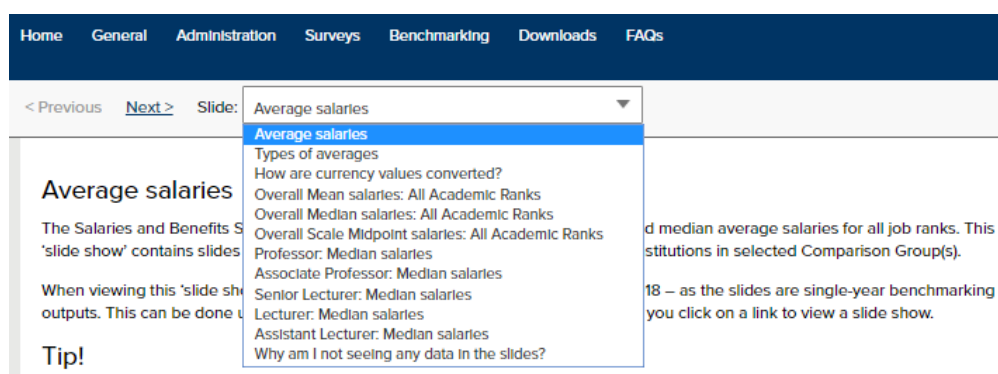 Home General Administration Surveys Benchmarking Downloads FAQs
< Previous Next > Slide: Average salaries
Average salaries
Types of averages
How are currency values converted?
Overall Mean salaries: All Academic Ranks
Overall Median salaries: All Academic Ranks
Overall Scale Midpoint salaries: All Academic Ranks
Professor: Median salaries
Associate Professor: Median salaries
Senior Lecturer: Median salaries
Lecturer: Median salaries
Assistant Lecturer: Median salaries
Why am I not seeing any data in the slides?
Average salaries
The Salaries and Benefits S d median average salaries for all job ranks. This
'slide show' contains slides stitutions in selected Comparison Group(s).
When viewing this 'slide sh 18 – as the slides are single-year benchmarking
outputs. This can be done you click on a link to view a slide show.
Tip!